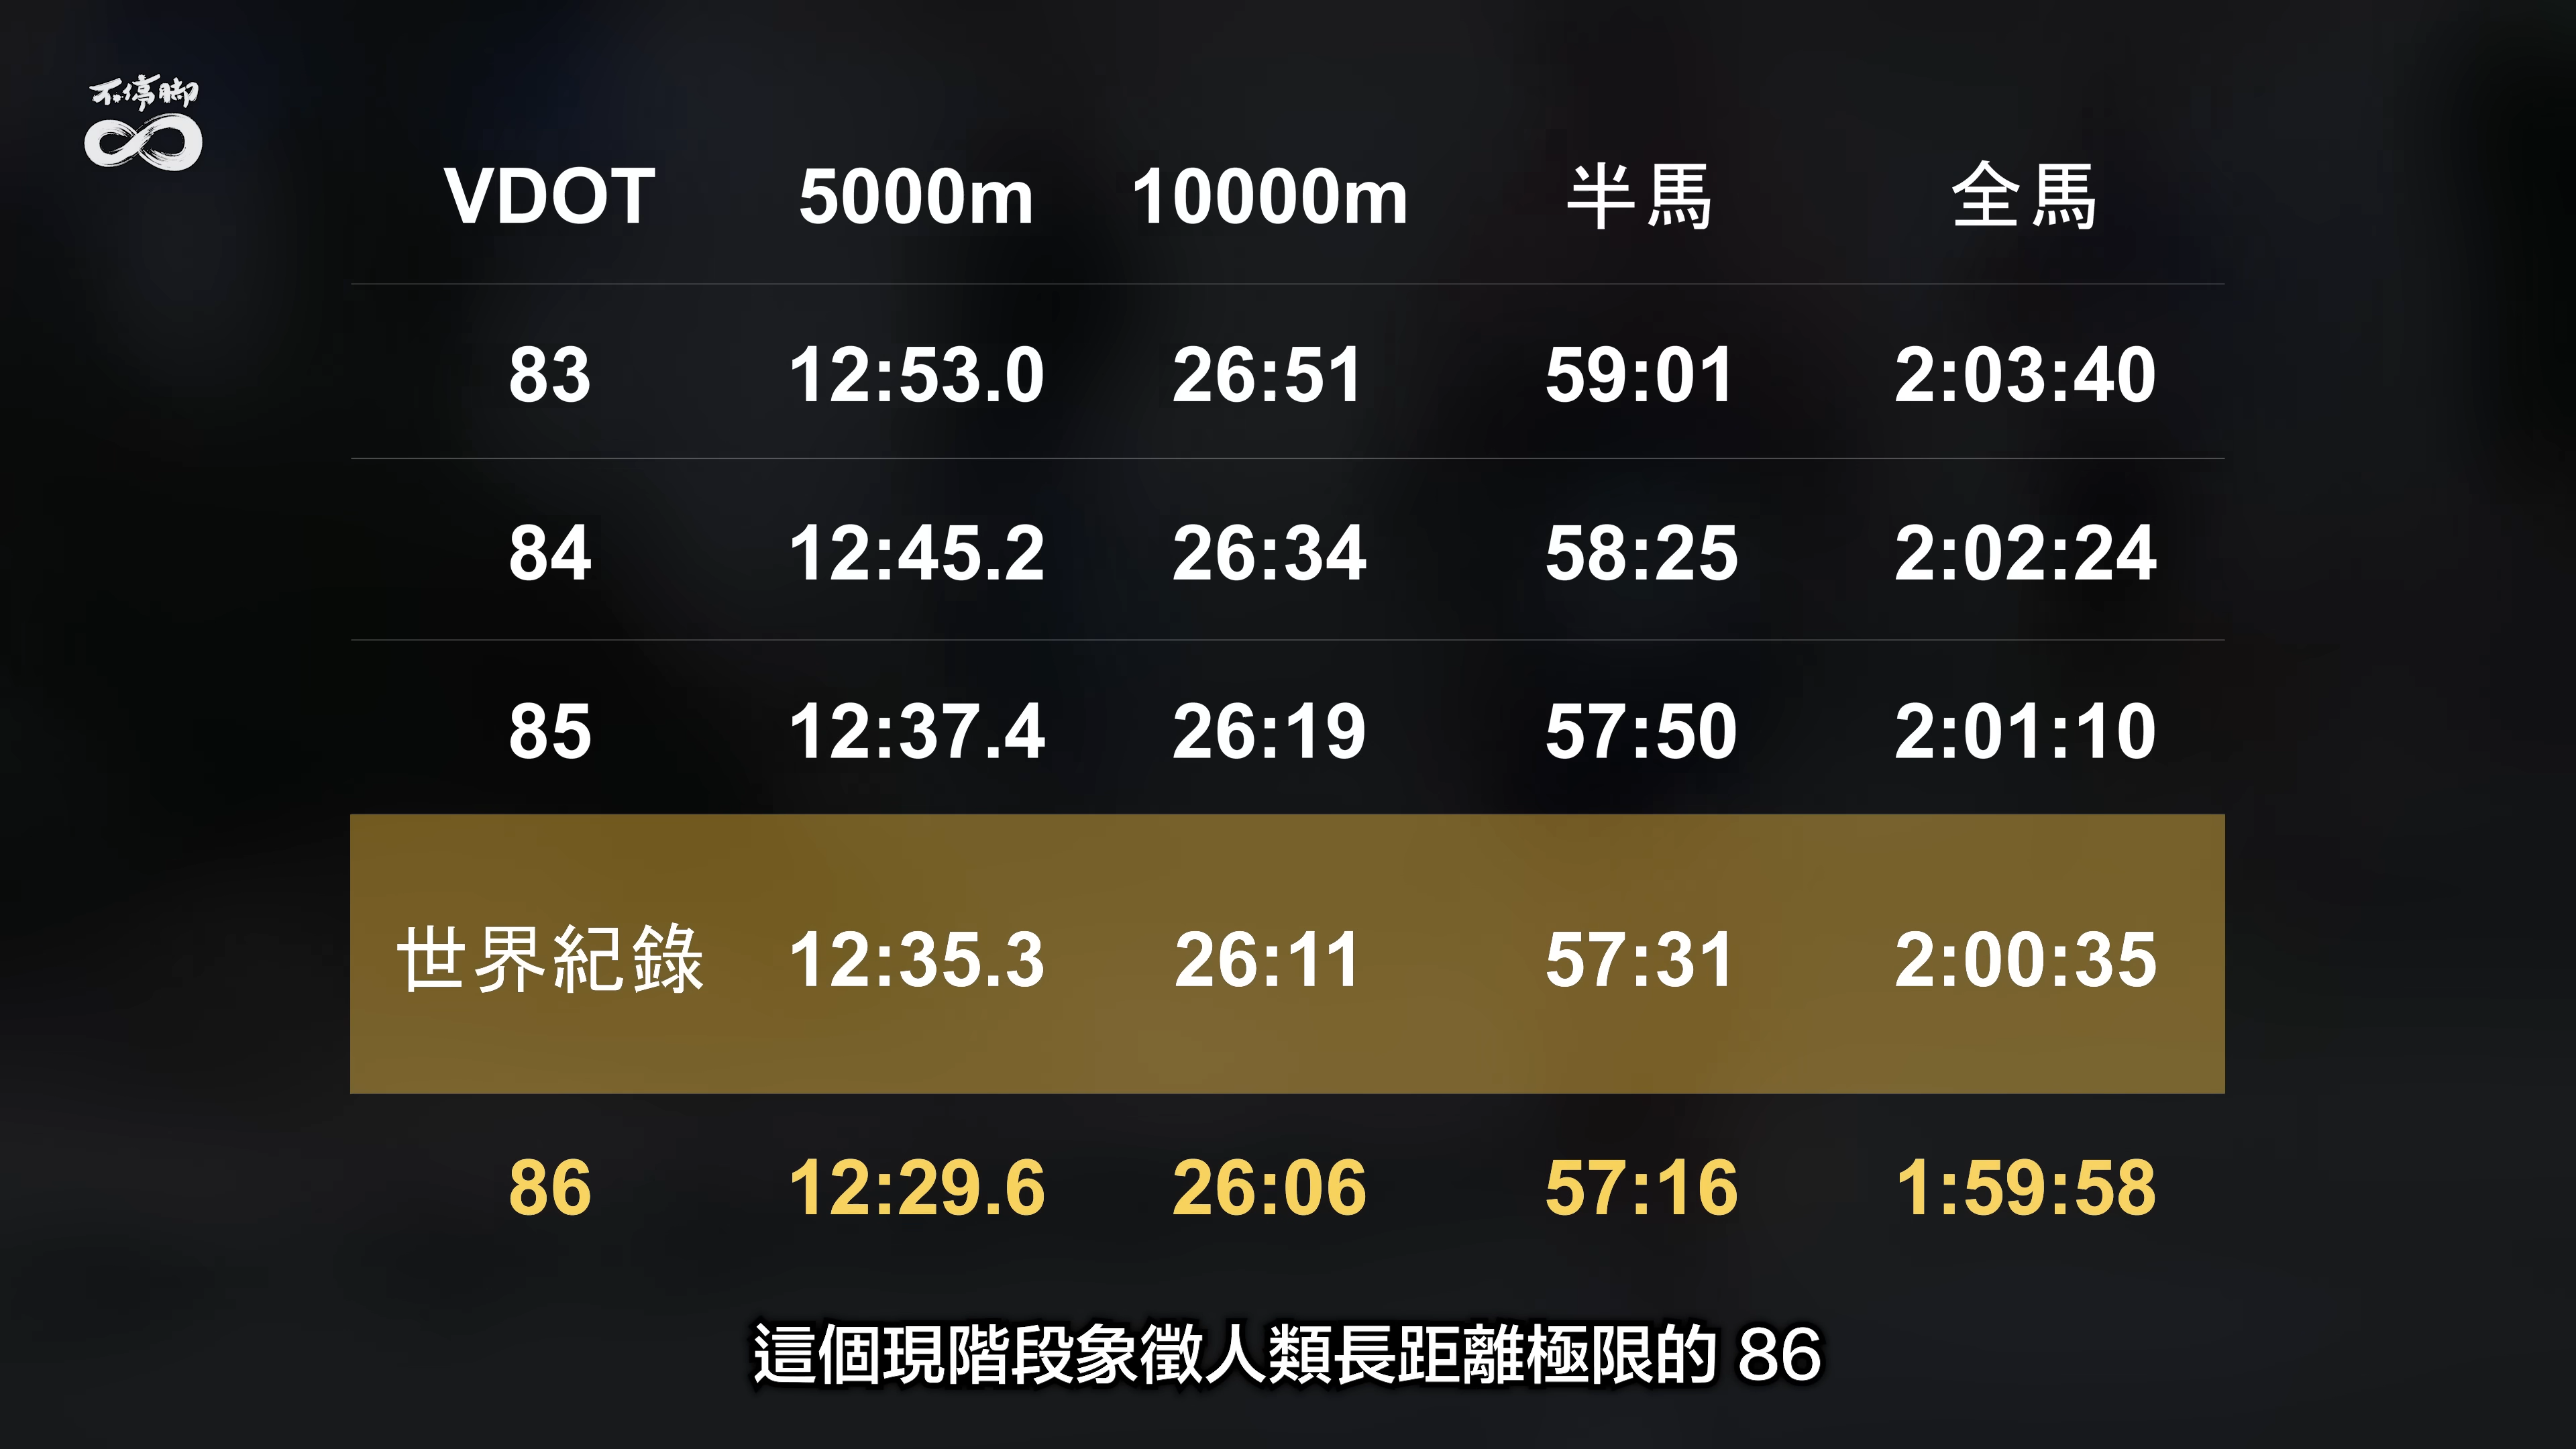 不停脚
VDOT 5000m 10000m 半馬 全馬
83 12:53.0 26:51 59:01 2:03:40
84 12:45.2 26:34 58:25 2:02:24
85 12:37.4 26:19 57:50 2:01:10
世界紀錄 12:35.3 26:11 57:31 2:00:35
86 12:29.6 26:06 57:16 1:59:58
這個現階段象徵人類長距離極限的 86